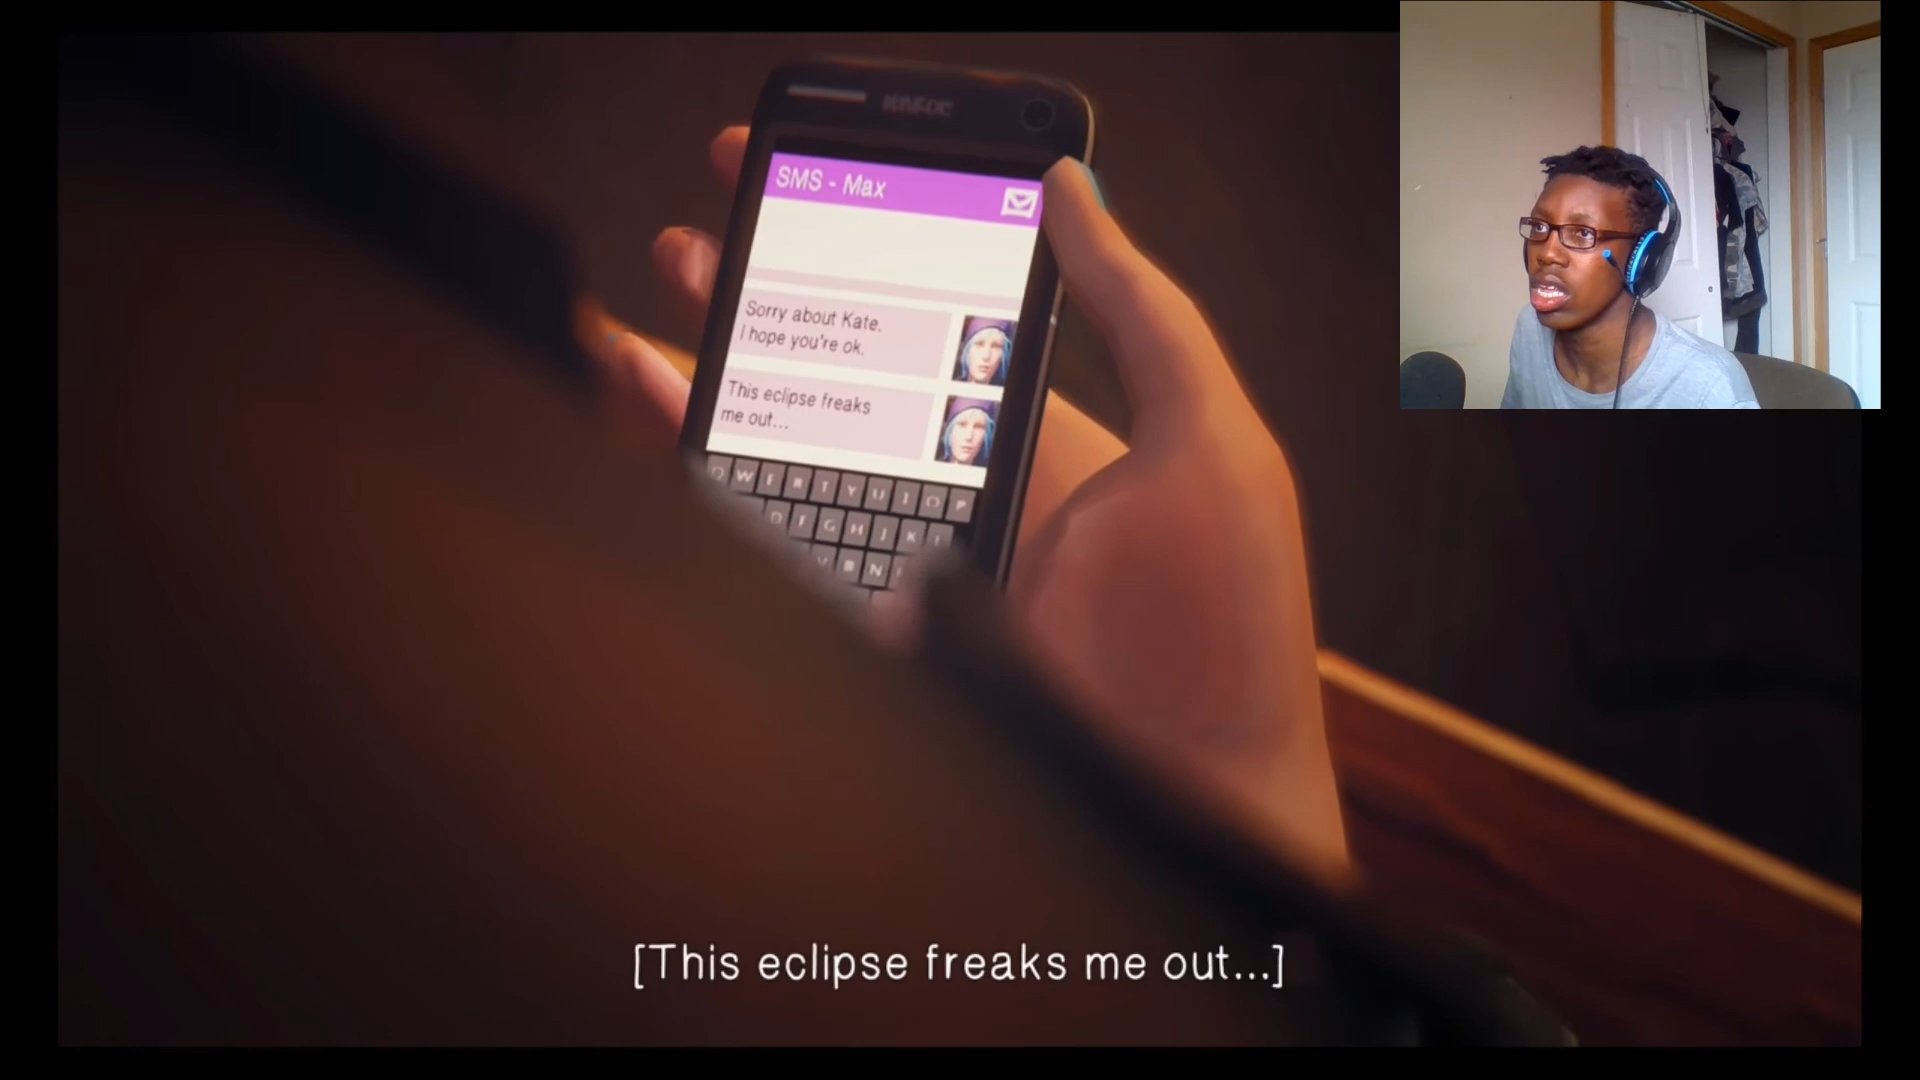 SMS - Max
Sorry about Kate.
I hope you're ok.
This eclipse freaks
me out...
Q W E R T Y U I O P
D F G H J K L
V B N
[This eclipse freaks me out...]